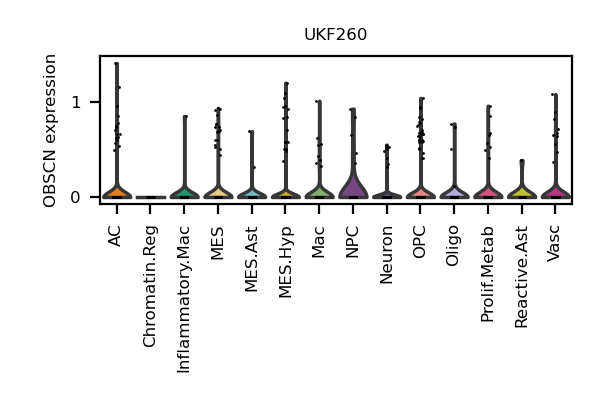 UKF260
OBSCN expression
1
0
AC
Chromatin.Reg
Inflammatory.Mac
MES
MES.Ast
MES.Hyp
Mac
NPC
Neuron
OPC
Oligo
Prolif.Metab
Reactive.Ast
Vasc